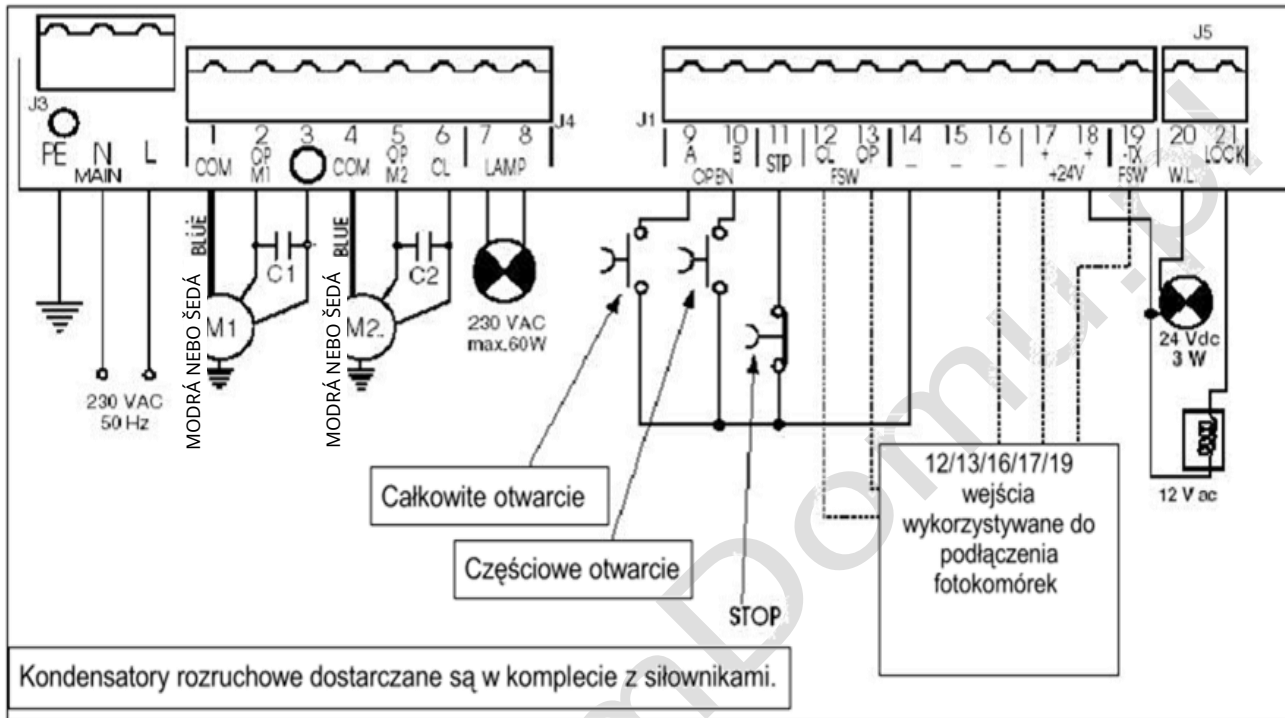 J5
J3
J4
J1
1 2 3 4 5 6 7 8
9 10 11 12 13 14 15 16 17 18 19 20 21
PE N L
MAIN
COM OP M1
COM OP M2 CL LAMP
A B STP CL OP - - - + + -TX LOCK
OPEN FSW +24V FSW W.L.
BLUE
BLUE
MODRÁ NEBO ŠEDÁ
MODRÁ NEBO ŠEDÁ
C1
C2
M1
M2
230 VAC
50 Hz
230 VAC
max.60W
24 Vdc
3 W
12 V ac
Całkowite otwarcie
Częściowe otwarcie
STOP
12/13/16/17/19
wejścia
wykorzystywane do
podłączenia
fotokomórek
Kondensatory rozruchowe dostarczane są w komplecie z siłownikami.
mDomu.pl